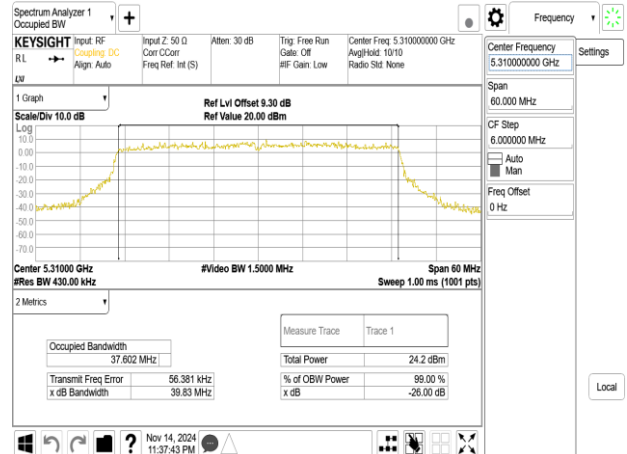 Spectrum Analyzer 1
Occupied BW
Frequency
KEYSIGHT
Input: RF
Coupling: DC
Align: Auto
Input Z: 50 Ω
Corr CCorr
Freq Ref: Int (S)
Atten: 30 dB
Trig: Free Run
Gate: Off
#IF Gain: Low
Center Freq: 5.310000000 GHz
Avg|Hold: 10/10
Radio Std: None
R L
LXI
Center Frequency
5.310000000 GHz
Settings
Span
60.000 MHz
CF Step
6.000000 MHz
Auto
Man
Freq Offset
0 Hz
Local
1 Graph
Scale/Div 10.0 dB
Ref Lvl Offset 9.30 dB
Ref Value 20.00 dBm
Log
10.0
0.00
-10.0
-20.0
-30.0
-40.0
-50.0
-60.0
-70.0
Center 5.31000 GHz
#Res BW 430.00 kHz
#Video BW 1.5000 MHz
Span 60 MHz
Sweep 1.00 ms (1001 pts)
2 Metrics
Measure Trace Trace 1
Occupied Bandwidth
37.602 MHz
Total Power 24.2 dBm
Transmit Freq Error 56.381 kHz
% of OBW Power 99.00 %
x dB Bandwidth 39.83 MHz
x dB -26.00 dB
?
Nov 14, 2024
11:37:43 PM